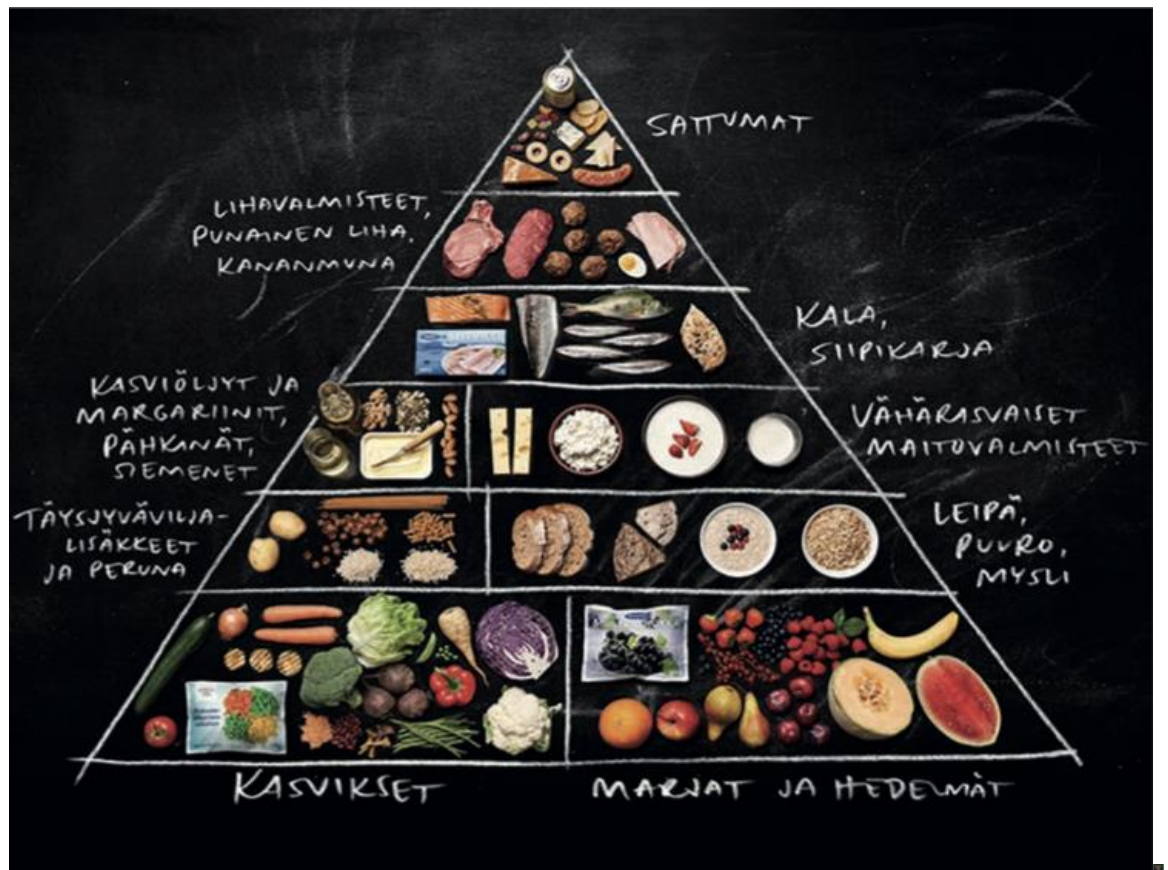 SATTUMAT
LIHAVALMISTEET,
PUNAINEN LIHA,
KANANMUNA
KALA,
SIIPIKARJA
KASVIÖLJYT JA
MARGARIINIT,
PÄHKINÄT,
SIEMENET
VÄHÄRASVAISET
MAITOVALMISTEET
TÄYSJYVÄVILJA-
LISÄKKEET
JA PERUNA
LEIPÄ,
PUURO,
MYSLI
KASVIKSET
MARJAT JA HEDELMÄT